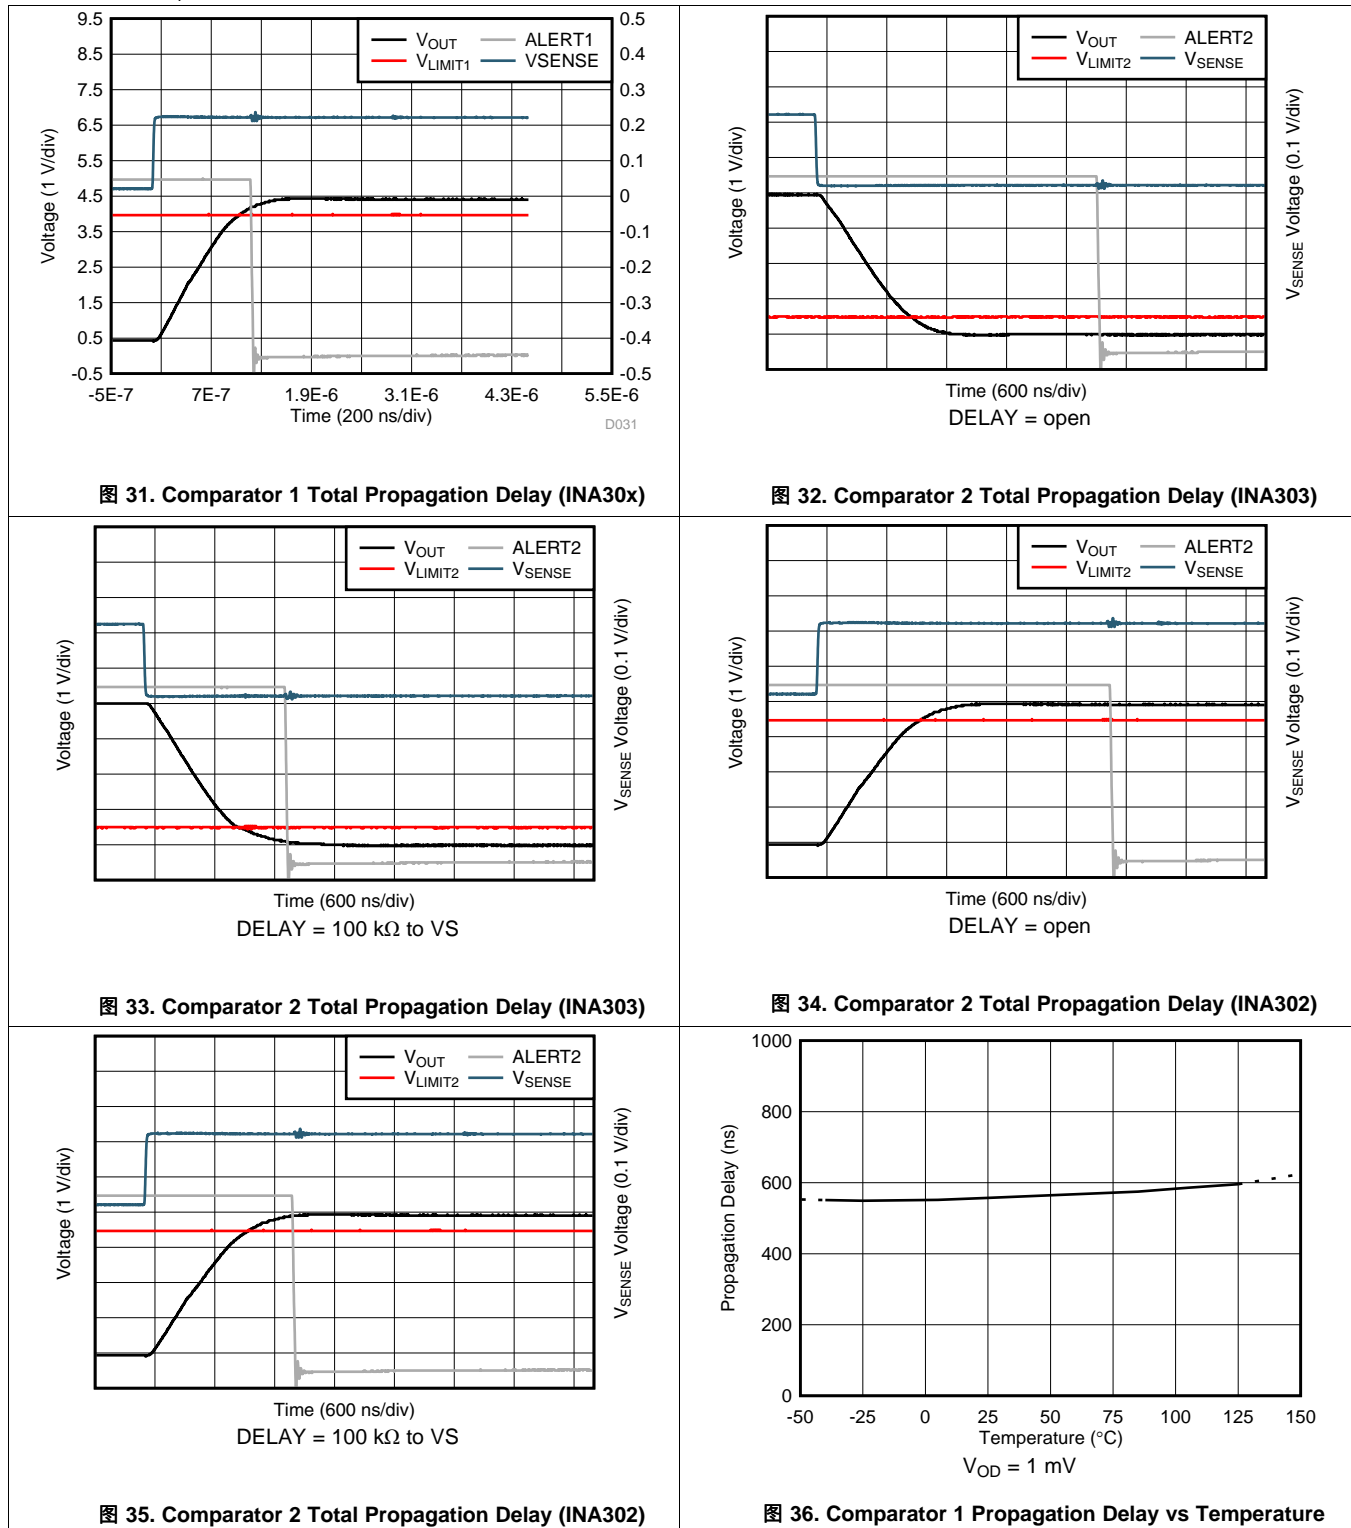 9.5
8.5
7.5
6.5
5.5
4.5
3.5
2.5
1.5
0.5
-0.5
0.5
0.4
0.3
0.2
0.1
0
-0.1
-0.2
-0.3
-0.4
-0.5
Voltage (1 V/div)
VOUT ALERT1
VLIMIT1 VSENSE
-5E-7 7E-7 1.9E-6 3.1E-6 4.3E-6 5.5E-6
Time (200 ns/div)
D031
图 31. Comparator 1 Total Propagation Delay (INA30x)
Voltage (1 V/div)
VSENSE Voltage (0.1 V/div)
VOUT ALERT2
VLIMIT2 VSENSE
Time (600 ns/div)
DELAY = open
图 32. Comparator 2 Total Propagation Delay (INA303)
Voltage (1 V/div)
VSENSE Voltage (0.1 V/div)
VOUT ALERT2
VLIMIT2 VSENSE
Time (600 ns/div)
DELAY = 100 kΩ to VS
图 33. Comparator 2 Total Propagation Delay (INA303)
Voltage (1 V/div)
VSENSE Voltage (0.1 V/div)
VOUT ALERT2
VLIMIT2 VSENSE
Time (600 ns/div)
DELAY = open
图 34. Comparator 2 Total Propagation Delay (INA302)
Voltage (1 V/div)
VSENSE Voltage (0.1 V/div)
VOUT ALERT2
VLIMIT2 VSENSE
Time (600 ns/div)
DELAY = 100 kΩ to VS
图 35. Comparator 2 Total Propagation Delay (INA302)
1000
800
600
400
200
0
Propagation Delay (ns)
-50 -25 0 25 50 75 100 125 150
Temperature (°C)
VOD = 1 mV
图 36. Comparator 1 Propagation Delay vs Temperature